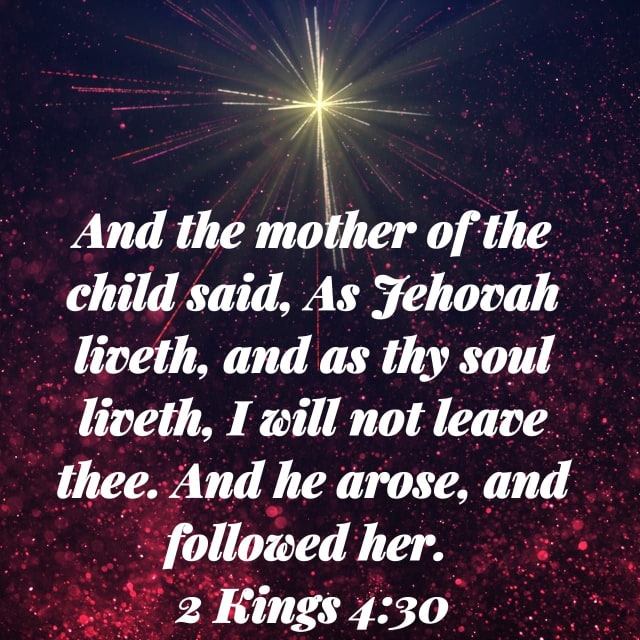 And the mother of the
child said, As Jehovah
liveth, and as thy soul
liveth, I will not leave
thee. And he arose, and
followed her.
2 Kings 4:30